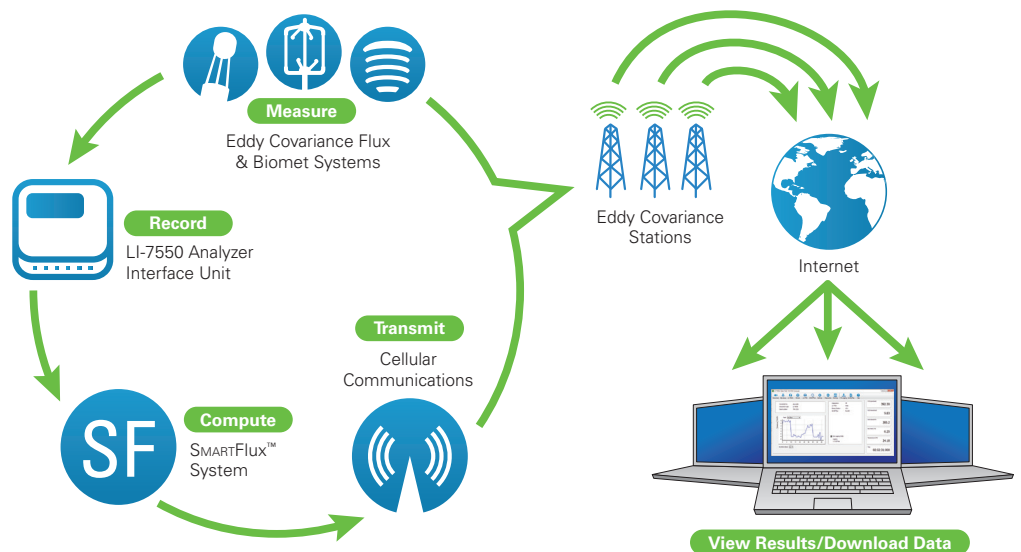 Measure
Eddy Covariance Flux
& Biomet Systems
Record
LI-7550 Analyzer
Interface Unit
SF
Compute
SMARTFlux™
System
Transmit
Cellular
Communications
Eddy Covariance
Stations
Internet
View Results/Download Data